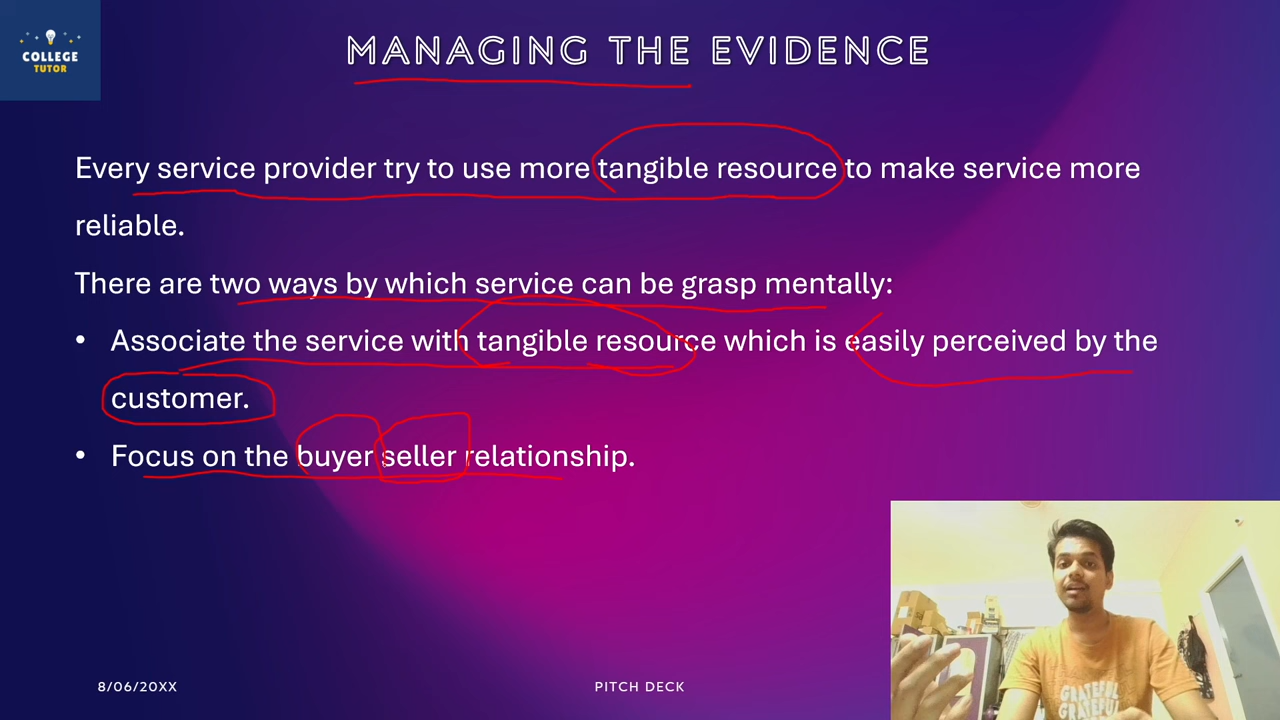 COLLEGE
TUTOR
MANAGING THE EVIDENCE
Every service provider try to use more tangible resource to make service more
reliable.
There are two ways by which service can be grasp mentally:
• Associate the service with tangible resource which is easily perceived by the
customer.
• Focus on the buyer seller relationship.
8/06/20XX
PITCH DECK
GRATEFUL
GRATEFUL